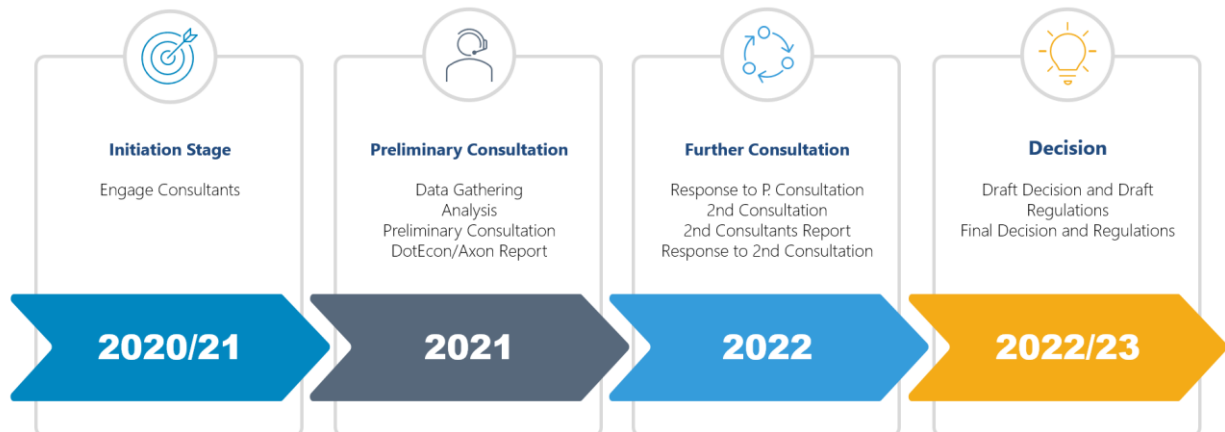 Initiation Stage
Engage Consultants
2020/21
Preliminary Consultation
Data Gathering
Analysis
Preliminary Consultation
DotEcon/Axon Report
2021
Further Consultation
Response to P. Consultation
2nd Consultation
2nd Consultants Report
Response to 2nd Consultation
2022
Decision
Draft Decision and Draft
Regulations
Final Decision and Regulations
2022/23